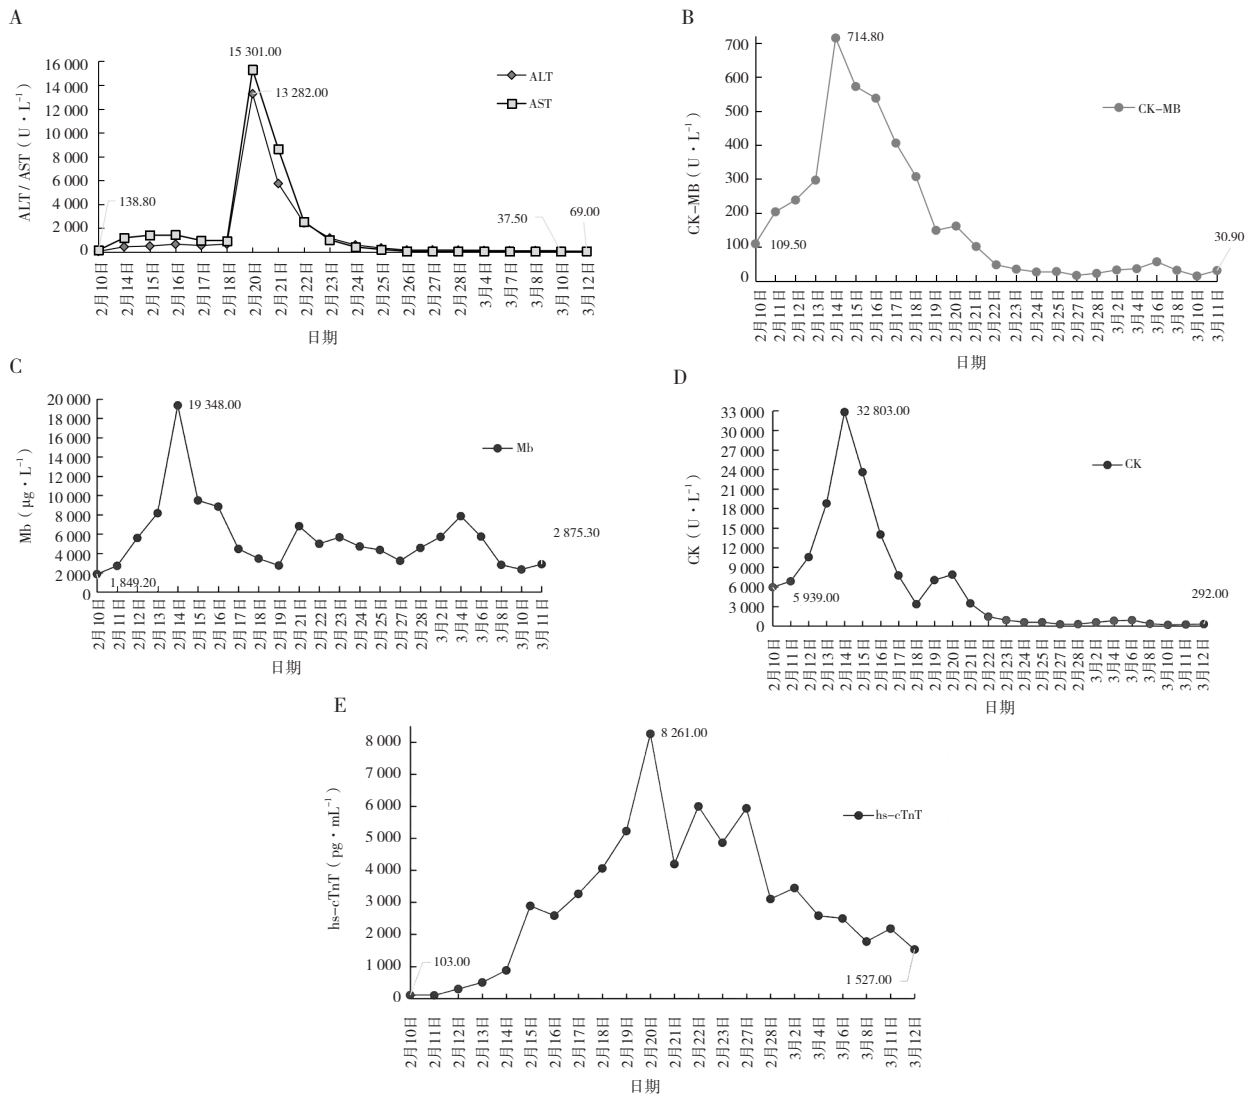 A
15 301.00
16 000
14 000
12 000
10 000
8 000
6 000
4 000
2 000
0
ALT / AST ( U · L⁻¹ )
13 282.00
138.80
37.50
69.00
ALT
AST
2月10日
2月14日
2月15日
2月16日
2月17日
2月18日
2月20日
2月21日
2月22日
2月23日
2月24日
2月25日
2月26日
2月27日
2月28日
3月4日
3月7日
3月8日
3月10日
3月12日
日期
B
700
600
500
400
300
200
100
0
CK-MB ( U · L⁻¹ )
714.80
109.50
30.90
CK-MB
2月10日
2月11日
2月12日
2月13日
2月14日
2月15日
2月16日
2月17日
2月18日
2月19日
2月20日
2月21日
2月22日
2月23日
2月24日
2月25日
2月27日
2月28日
3月2日
3月4日
3月6日
3月8日
3月10日
3月11日
日期
C
20 000
18 000
16 000
14 000
12 000
10 000
8 000
6 000
4 000
2 000
0
Mb ( μg · L⁻¹ )
19 348.00
1 849.20
2 875.30
Mb
2月10日
2月11日
2月12日
2月13日
2月14日
2月15日
2月16日
2月17日
2月18日
2月19日
2月21日
2月22日
2月23日
2月24日
2月25日
2月27日
2月28日
3月2日
3月4日
3月6日
3月8日
3月10日
3月11日
日期
D
33 000
30 000
27 000
24 000
21 000
18 000
15 000
12 000
9 000
6 000
3 000
0
CK ( U · L⁻¹ )
32 803.00
5 939.00
292.00
CK
2月10日
2月11日
2月12日
2月13日
2月14日
2月15日
2月16日
2月17日
2月18日
2月19日
2月20日
2月21日
2月22日
2月23日
2月24日
2月25日
2月27日
2月28日
3月2日
3月4日
3月6日
3月8日
3月10日
3月11日
3月12日
日期
E
8 000
7 000
6 000
5 000
4 000
3 000
2 000
1 000
0
hs-cTnT ( pg · mL⁻¹ )
8 261.00
103.00
1 527.00
hs-cTnT
2月10日
2月11日
2月12日
2月13日
2月14日
2月15日
2月16日
2月17日
2月18日
2月19日
2月20日
2月21日
2月22日
2月23日
2月27日
2月28日
3月2日
3月4日
3月6日
3月8日
3月11日
3月12日
日期